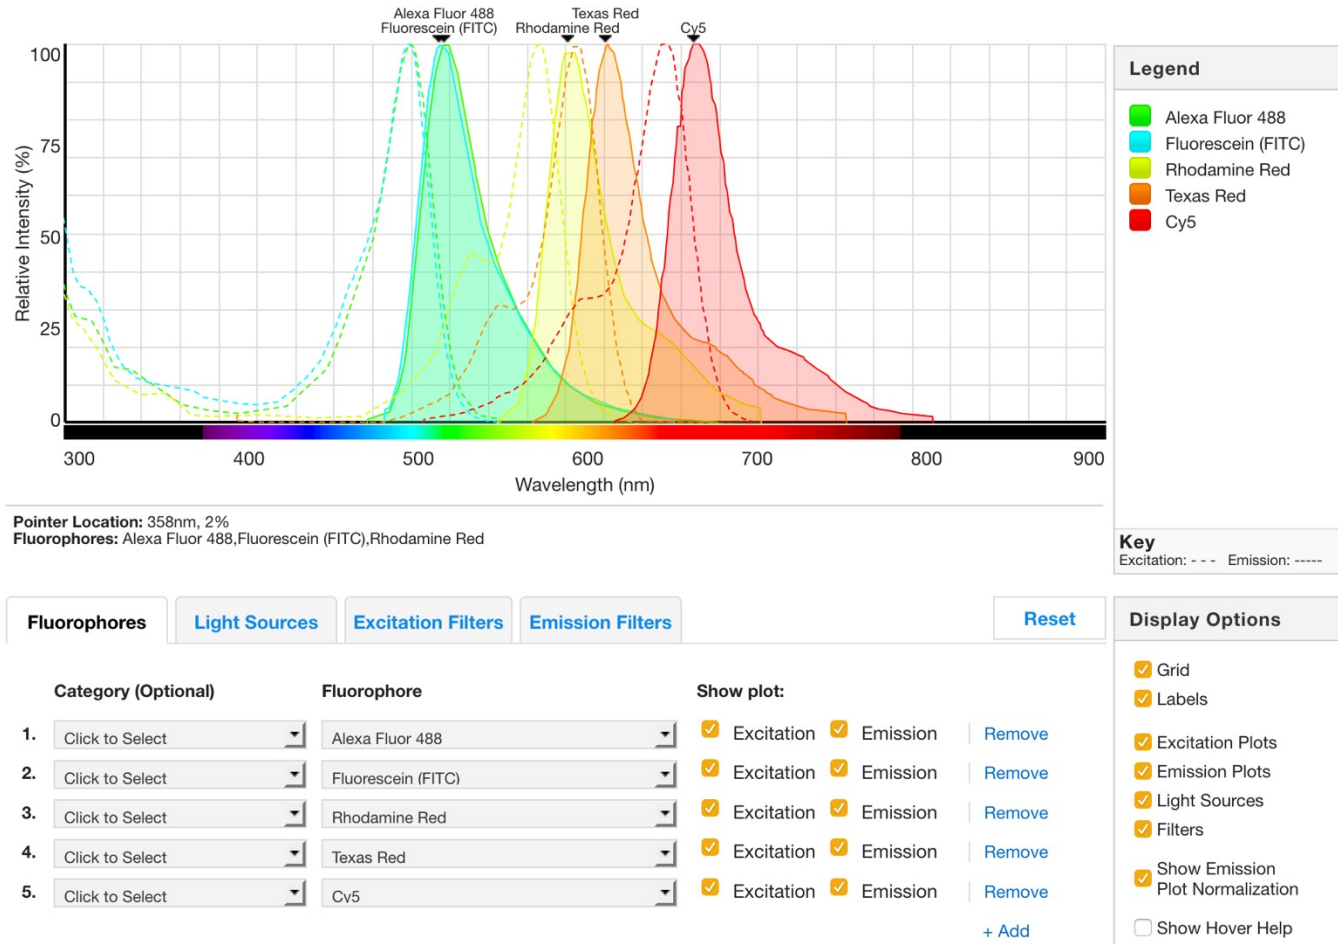 Alexa Fluor 488
Texas Red
Fluorescein (FITC)
Rhodamine Red
Cy5
100
75
50
25
0
Relative Intensity (%)
300
400
500
600
700
800
900
Wavelength (nm)
Legend
Alexa Fluor 488
Fluorescein (FITC)
Rhodamine Red
Texas Red
Cy5
Key
Excitation: - - - Emission: -----
Pointer Location: 358nm, 2%
Fluorophores: Alexa Fluor 488,Fluorescein (FITC),Rhodamine Red
Fluorophores
Light Sources
Excitation Filters
Emission Filters
Reset
Category (Optional) Fluorophore Show plot:
1. Click to Select Alexa Fluor 488 Excitation Emission Remove
2. Click to Select Fluorescein (FITC) Excitation Emission Remove
3. Click to Select Rhodamine Red Excitation Emission Remove
4. Click to Select Texas Red Excitation Emission Remove
5. Click to Select Cy5 Excitation Emission Remove
+ Add
Display Options
Grid
Labels
Excitation Plots
Emission Plots
Light Sources
Filters
Show Emission
Plot Normalization
Show Hover Help